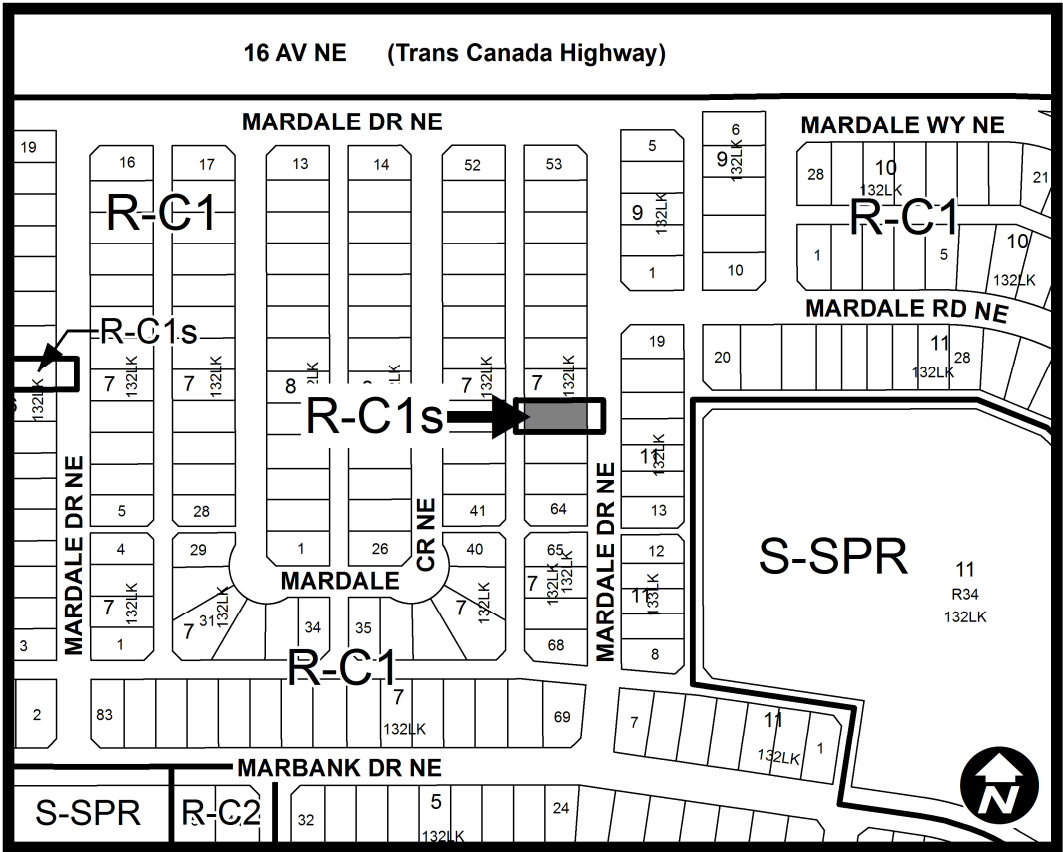 16 AV NE (Trans Canada Highway)
MARDALE DR NE
MARDALE WY NE
19
16
17
13
14
52
53
5
6
9
132LK
28
10
132LK
21
R-C1
9
132LK
R-C1
1
10
1
5
10
132LK
MARDALE RD NE
R-C1s
19
20
11
132LK
28
132LK
7
132LK
7
132LK
8
7
132LK
7
132LK
R-C1s
11
132LK
MARDALE DR NE
5
28
41
64
13
CR NE
MARDALE DR NE
4
29
1
26
40
65
12
S-SPR
11
R34
132LK
MARDALE
7
132LK
7
31
132LK
7
132LK
7
132LK
132LK
11
133LK
34
35
3
1
68
8
R-C1
2
83
7
132LK
69
7
11
132LK
1
MARBANK DR NE
N
S-SPR
R-C2
32
5
132LK
24